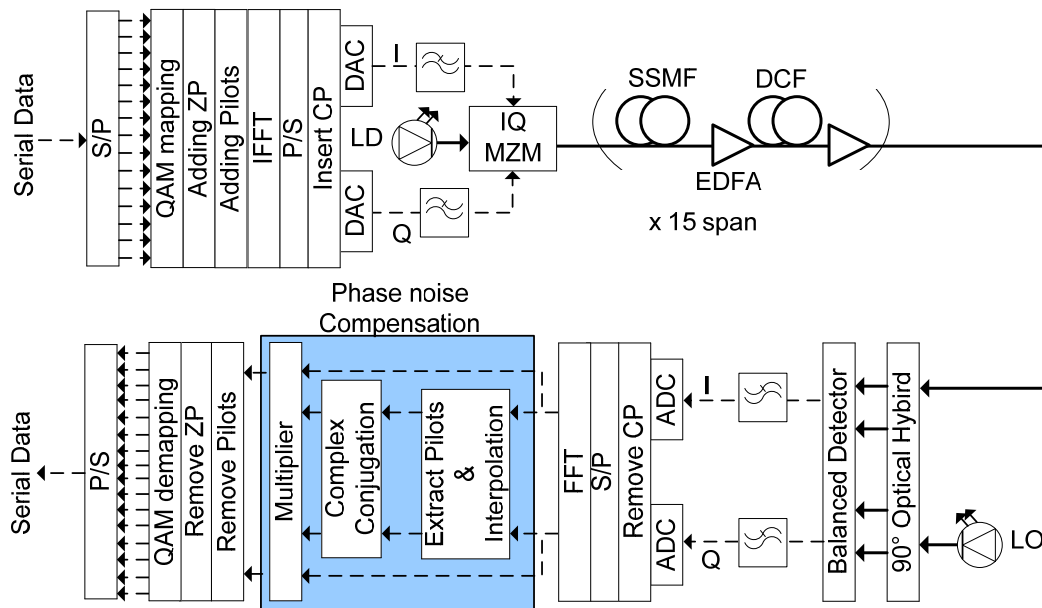 Serial Data
S/P
QAM mapping
Adding ZP
Adding Pilots
IFFT
P/S
Insert CP
DAC
DAC
I
Q
LD
IQ
MZM
SSMF
DCF
EDFA
x 15 span
Phase noise
Compensation
Serial Data
P/S
QAM demapping
Remove ZP
Remove Pilots
Multiplier
Complex
Conjugation
Extract Pilots
&
Interpolation
FFT
S/P
Remove CP
ADC
ADC
I
Q
Balanced Detector
90° Optical Hybird
LO